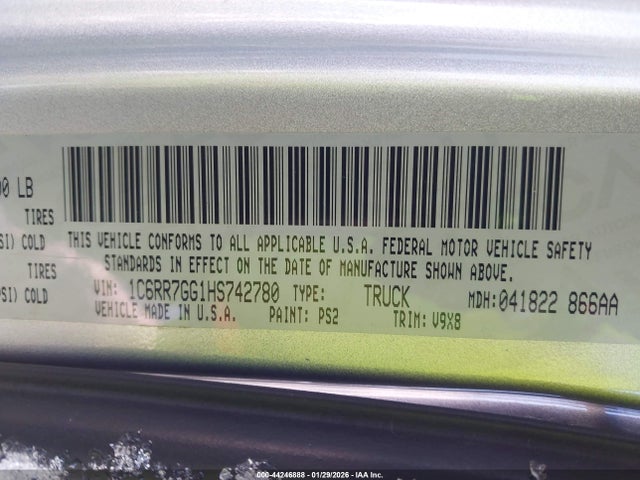 00 LB
TIRES
SI) COLD
TIRES
PSI) COLD
THIS VEHICLE CONFORMS TO ALL APPLICABLE U.S.A. FEDERAL MOTOR VEHICLE SAFETY
STANDARDS IN EFFECT ON THE DATE OF MANUFACTURE SHOWN ABOVE.
VIN: 1C6RR7GG1HS742780 TYPE: TRUCK MDH:041822 866AA
VEHICLE MADE IN U.S.A. PAINT: PS2 TRIM: V9X8
000-44246888 - 01/29/2026 - IAA Inc.